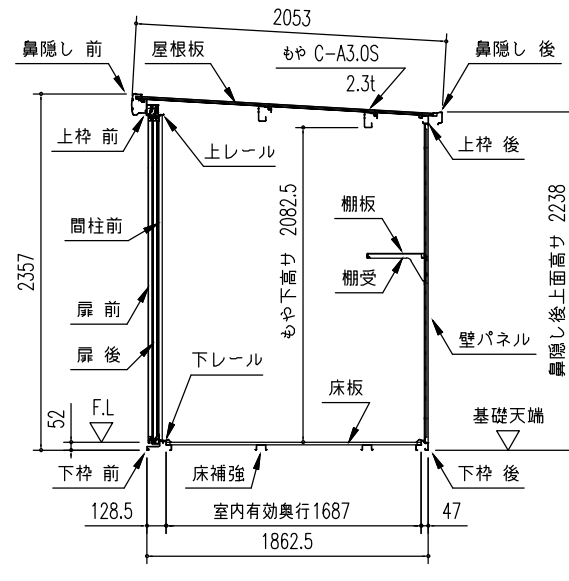 2053
鼻隠し 前
屋根板
もや C-A3.0S
2.3t
鼻隠し 後
上枠 前
上レール
上枠 後
間柱前
もや下高サ 2082.5
棚板
棚受
鼻隠し後上面高サ 2238
2357
扉 前
扉 後
壁パネル
下レール
床板
52
F.L
基礎天端
下枠 前
床補強
下枠 後
128.5
室内有効奥行1687
47
1862.5